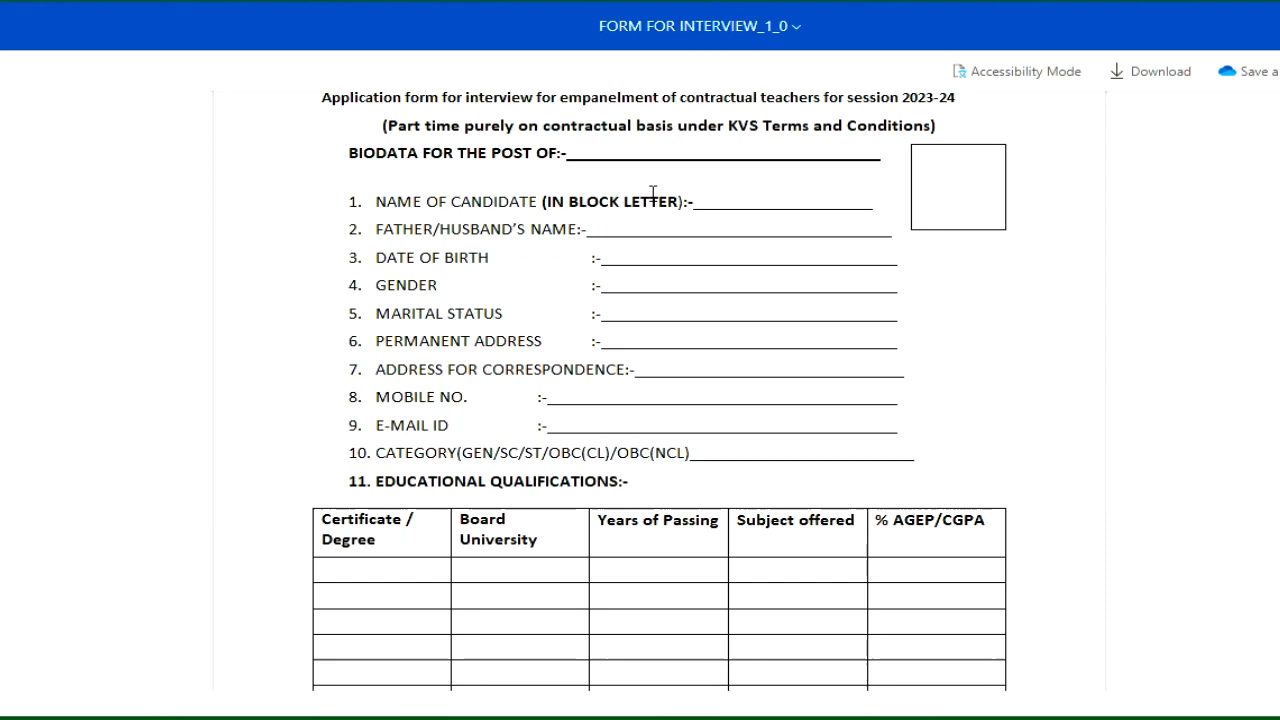 FORM FOR INTERVIEW_1_0
Accessibility Mode Download Save a
Application form for interview for empanelment of contractual teachers for session 2023-24
(Part time purely on contractual basis under KVS Terms and Conditions)
BIODATA FOR THE POST OF:-
1. NAME OF CANDIDATE (IN BLOCK LETTER):-
2. FATHER/HUSBAND’S NAME:-
3. DATE OF BIRTH :-
4. GENDER :-
5. MARITAL STATUS :-
6. PERMANENT ADDRESS :-
7. ADDRESS FOR CORRESPONDENCE:-
8. MOBILE NO. :-
9. E-MAIL ID :-
10. CATEGORY(GEN/SC/ST/OBC(CL)/OBC(NCL)
11. EDUCATIONAL QUALIFICATIONS:-
Certificate / Board Years of Passing Subject offered % AGEP/CGPA
Degree University